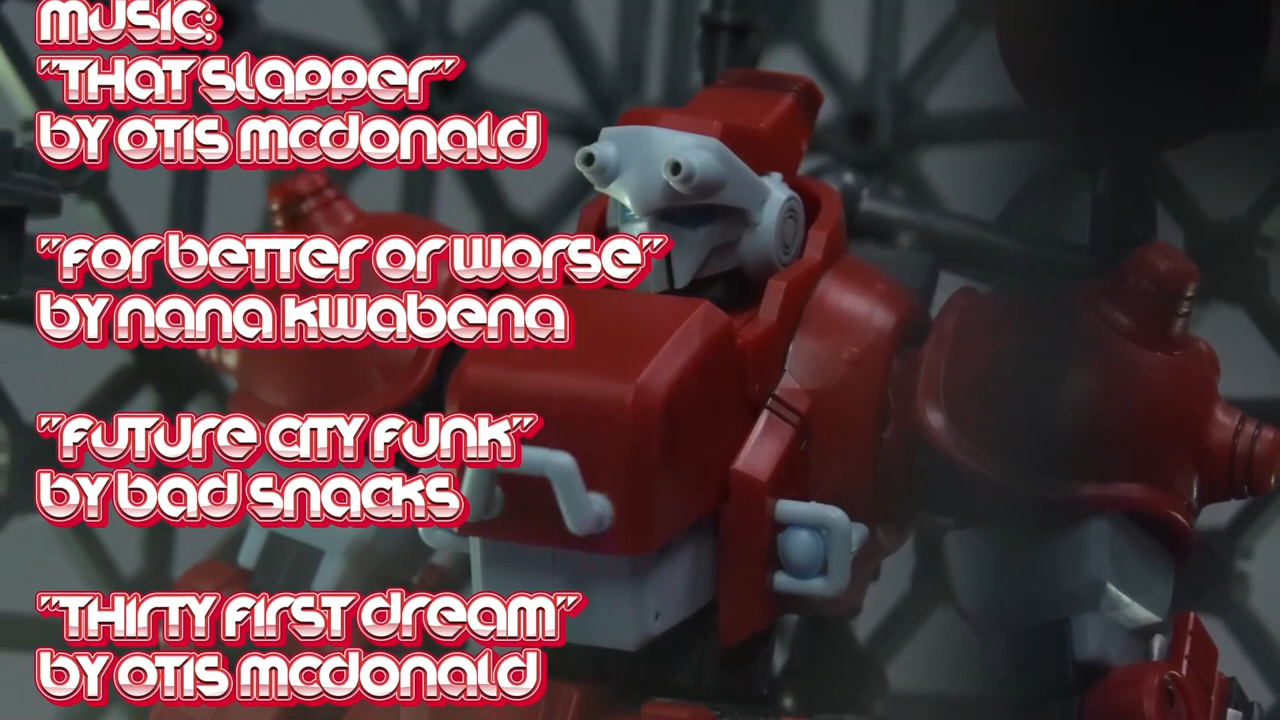 MUSIC:
"THAT SLAPPER"
BY OTIS MCDONALD
"FOR BETTER OR WORSE"
BY NANA KWABENA
"FUTURE CITY FUNK"
BY BAD SNACKS
"THIRTY FIRST DREAM"
BY OTIS MCDONALD